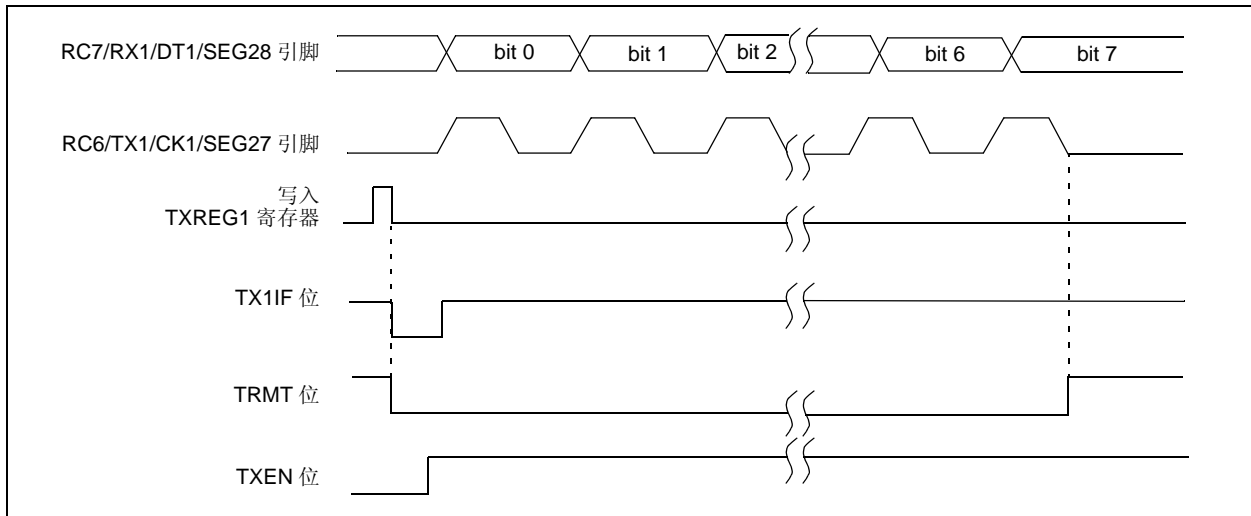 RC7/RX1/DT1/SEG28 引脚
bit 0 bit 1 bit 2 bit 6 bit 7
RC6/TX1/CK1/SEG27 引脚
写入
TXREG1 寄存器
TX1IF 位
TRMT 位
TXEN 位